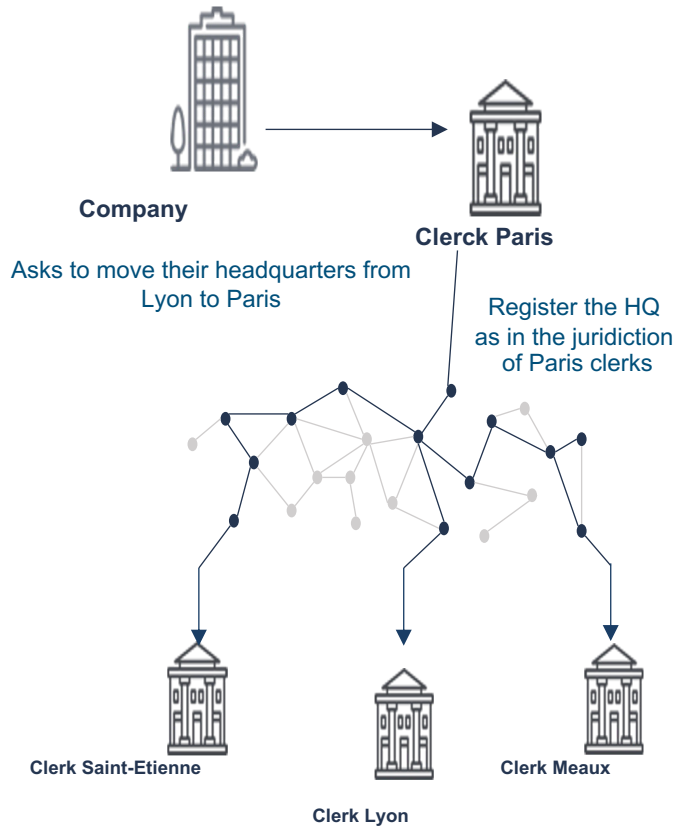 Company
Clerck Paris
Asks to move their headquarters from
Lyon to Paris
Register the HQ
as in the juridiction
of Paris clerks
Clerk Saint-Etienne
Clerk Lyon
Clerk Meaux